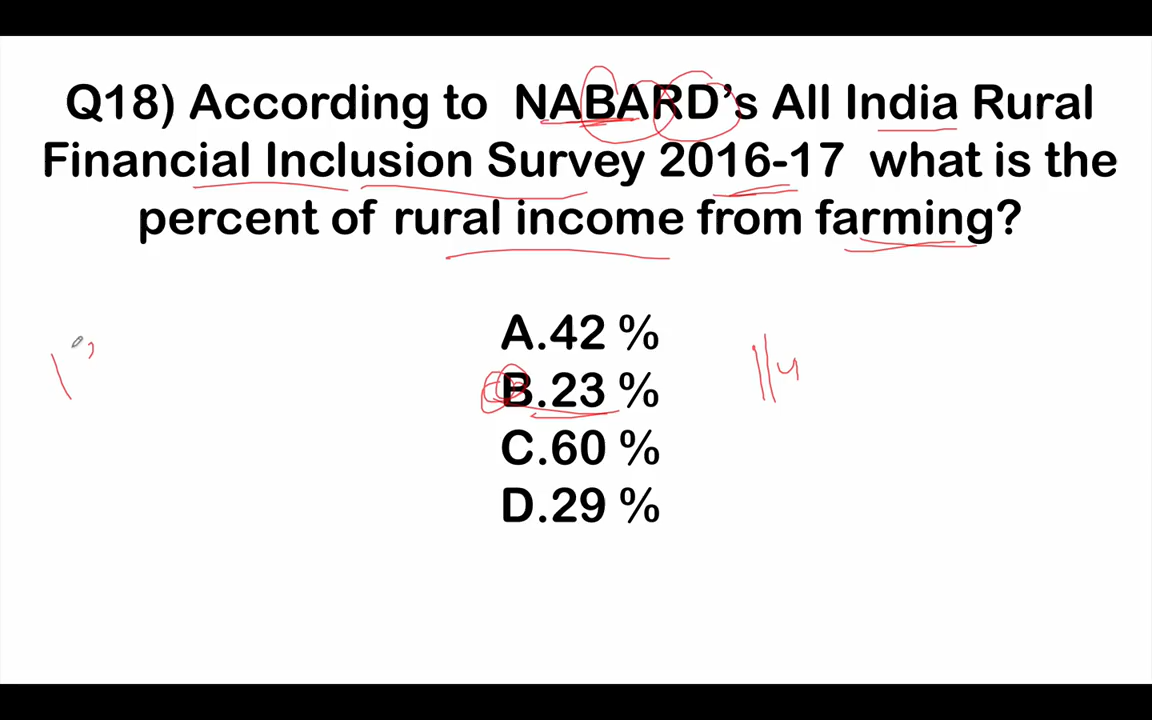 Q18) According to NABARD's All India Rural
Financial Inclusion Survey 2016-17 what is the
percent of rural income from farming?
A.42 %
B.23 %
C.60 %
D.29 %